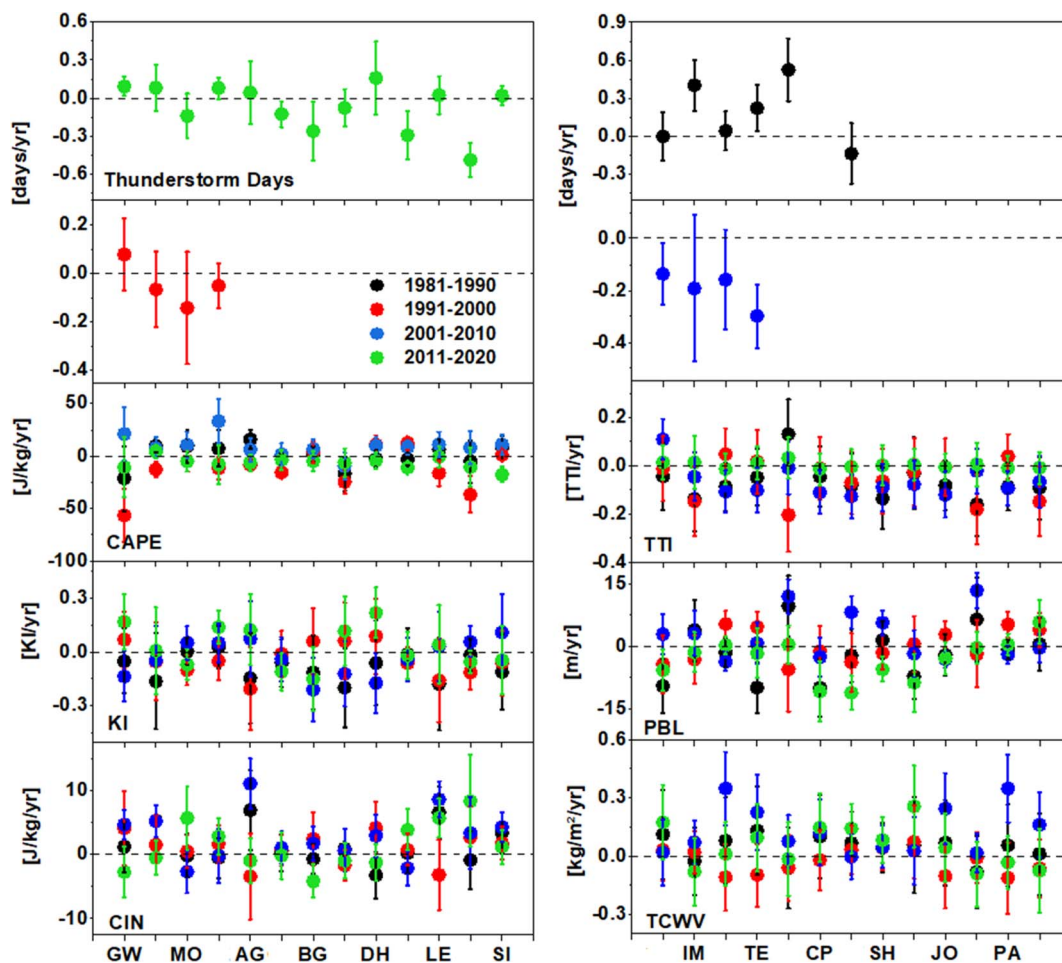 0.6
0.3
0.0
-0.3
-0.6
[days/yr]
Thunderstorm Days
0.2
0.0
-0.2
-0.4
[days/yr]
1981-1990
1991-2000
2001-2010
2011-2020
50
0
-50
-100
[J/kg/yr]
CAPE
0.3
0.0
-0.3
[KI/yr]
KI
10
0
-10
[J/kg/yr]
CIN
GW MO AG BG DH LE SI
0.9
0.6
0.3
0.0
-0.3
[days/yr]
0.0
-0.2
-0.4
[days/yr]
0.2
0.0
-0.2
-0.4
[TTI/yr]
TTI
15
0
-15
[m/yr]
PBL
0.6
0.3
0.0
-0.3
[kg/m²/yr]
TCWV
IM TE CP SH JO PA